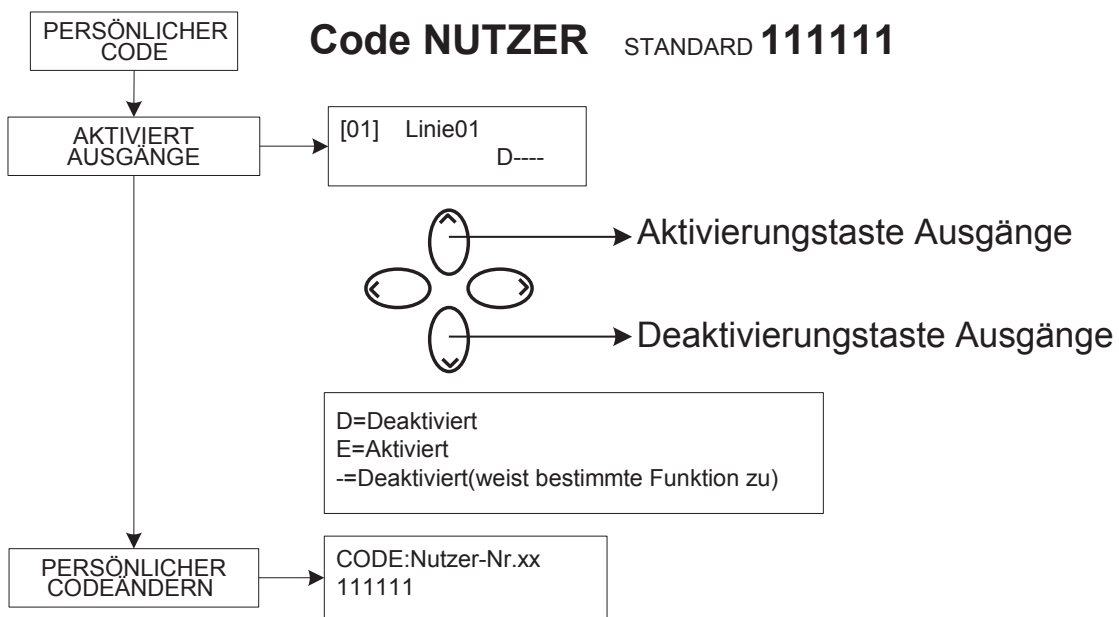 PERSÖNLICHER
CODE
Code NUTZER STANDARD 111111
AKTIVIERT
AUSGÄNGE
[01] Linie01
D----
Aktivierungstaste Ausgänge
Deaktivierungstaste Ausgänge
D=Deaktiviert
E=Aktiviert
-=Deaktiviert(weist bestimmte Funktion zu)
PERSÖNLICHER
CODEÄNDERN
CODE:Nutzer-Nr.xx
111111